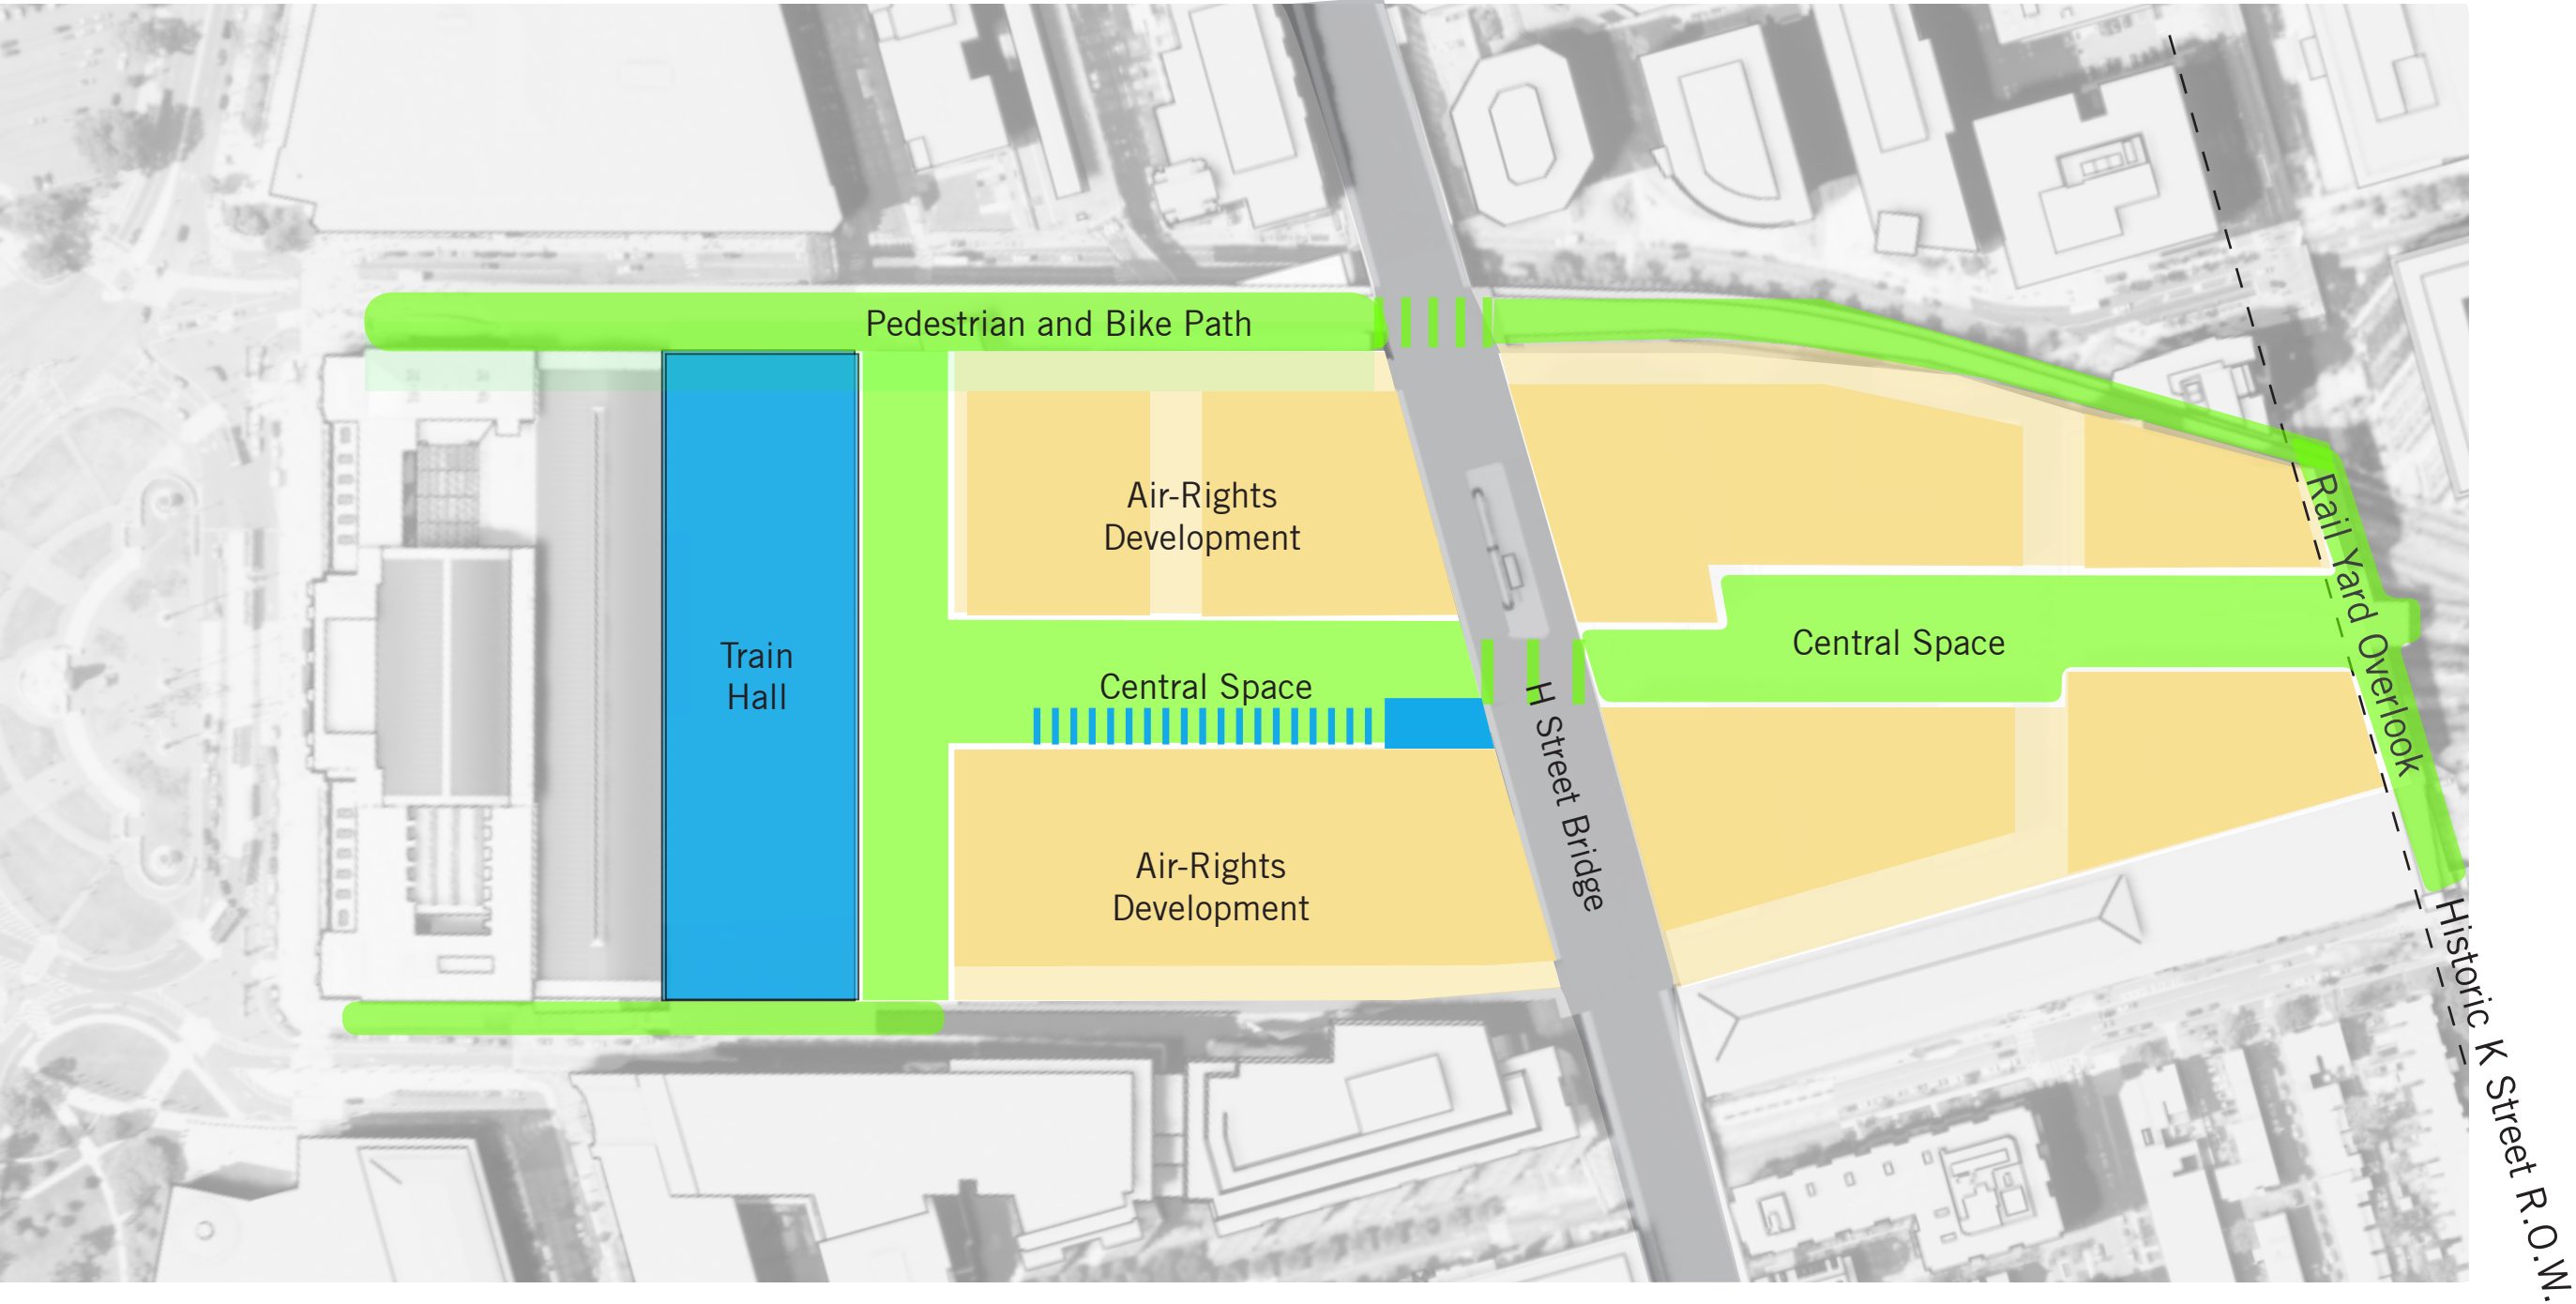 Pedestrian and Bike Path
Air-Rights
Development
Train
Hall
Central Space
Central Space
H Street Bridge
Rail Yard Overlook
Air-Rights
Development
Historic K Street R.O.W.